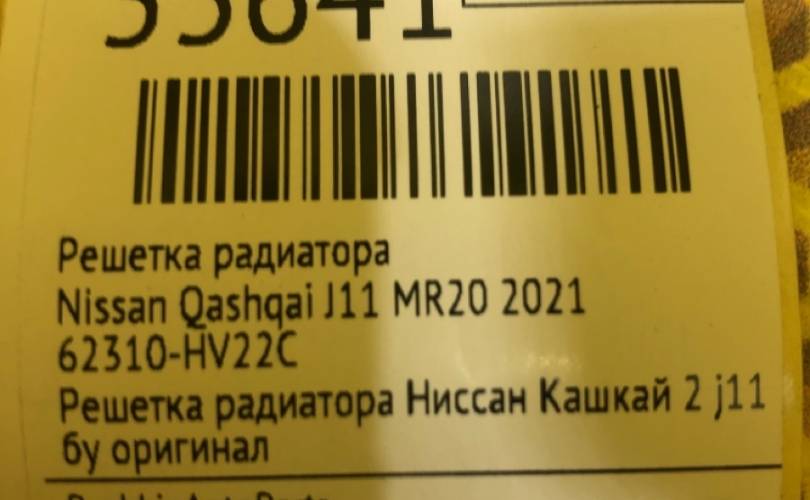 Решетка радиатора
Nissan Qashqai J11 MR20 2021
62310-HV22C
Решетка радиатора Ниссан Кашкай 2 j11
бу оригинал